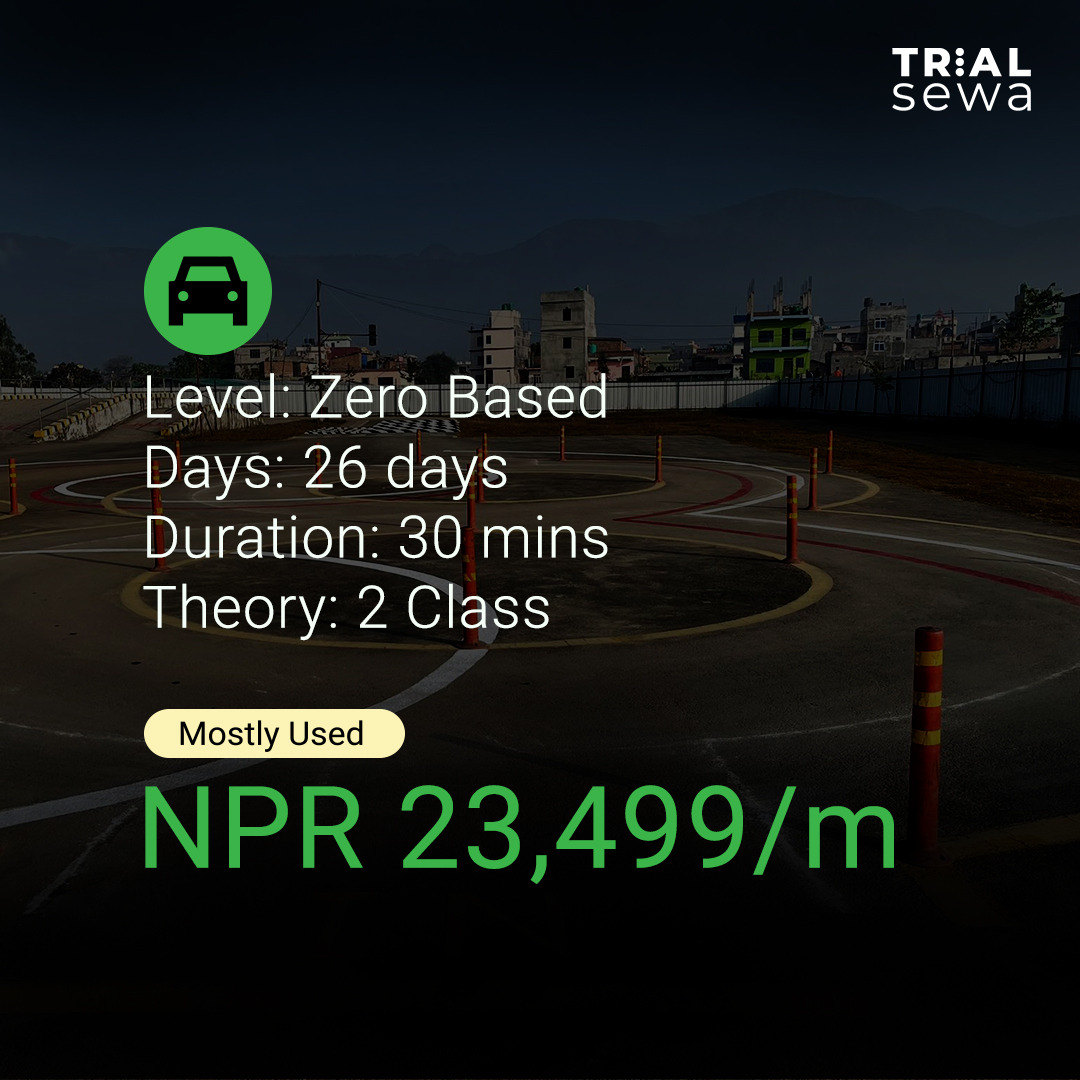 TRIAL
sewa
Level: Zero Based
Days: 26 days
Duration: 30 mins
Theory: 2 Class
Mostly Used
NPR 23,499/m